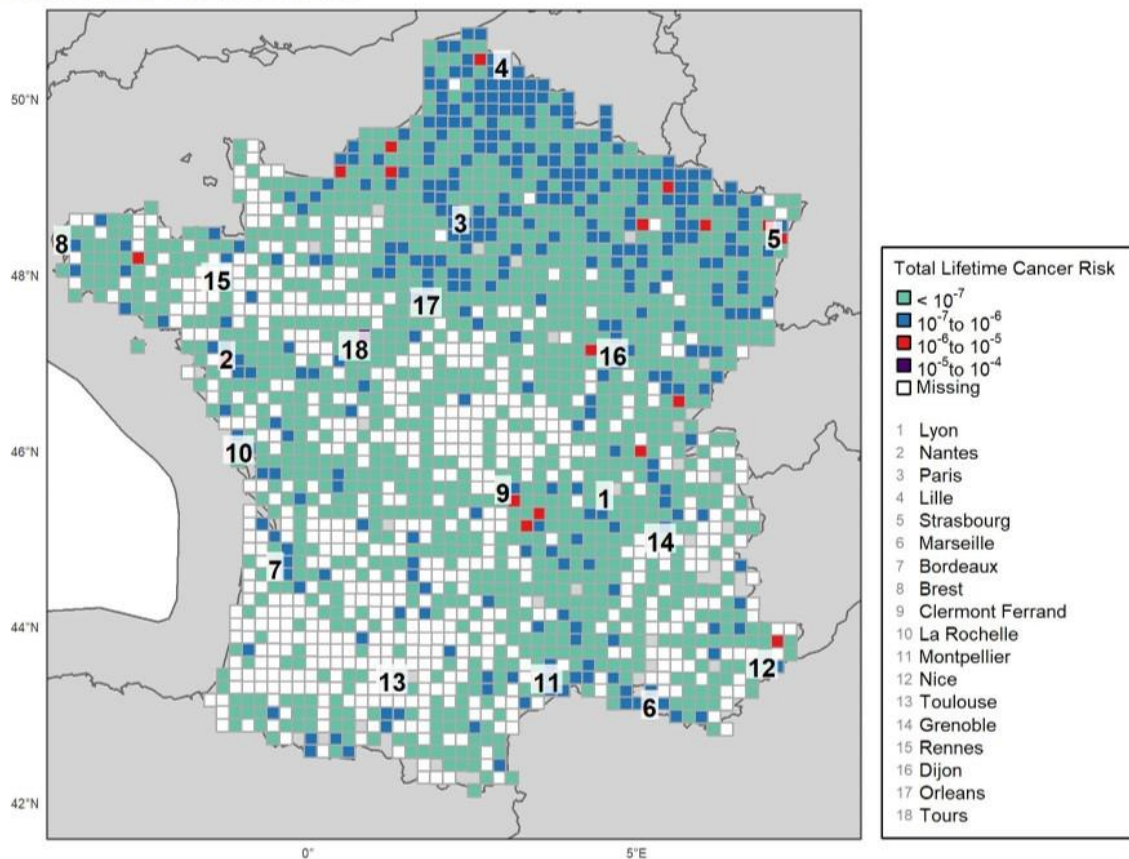 4
50°N
3
5
8
48°N
15
17
18
16
2
46°N
10
9
1
14
7
44°N
12
13
11
6
42°N
0°
5°E
Total Lifetime Cancer Risk
< 10⁻⁷
10⁻⁷to 10⁻⁶
10⁻⁶ to 10⁻⁵
10⁻⁵ to 10⁻⁴
Missing
1 Lyon
2 Nantes
3 Paris
4 Lille
5 Strasbourg
6 Marseille
7 Bordeaux
8 Brest
9 Clermont Ferrand
10 La Rochelle
11 Montpellier
12 Nice
13 Toulouse
14 Grenoble
15 Rennes
16 Dijon
17 Orleans
18 Tours